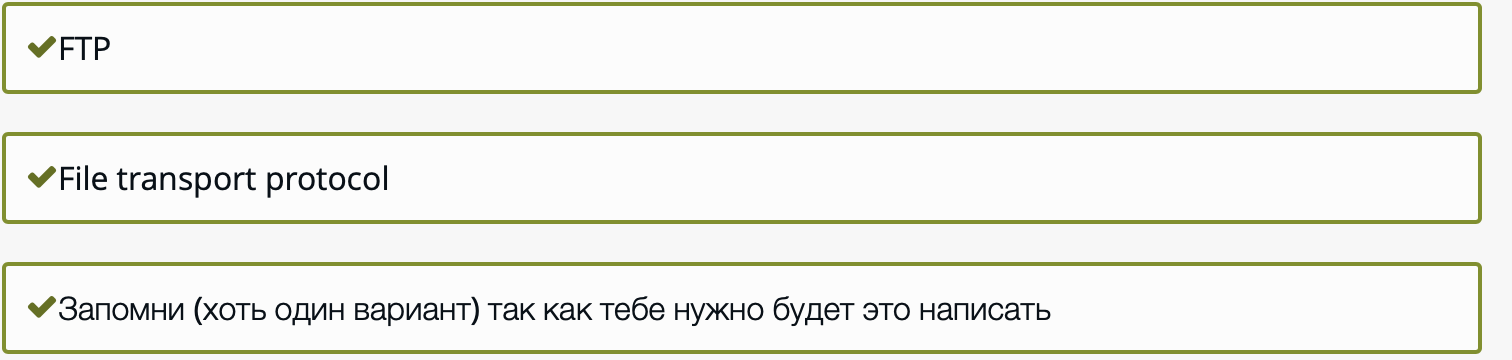 FTP
File transport protocol
Запомни (хоть один вариант) так как тебе нужно будет это написать